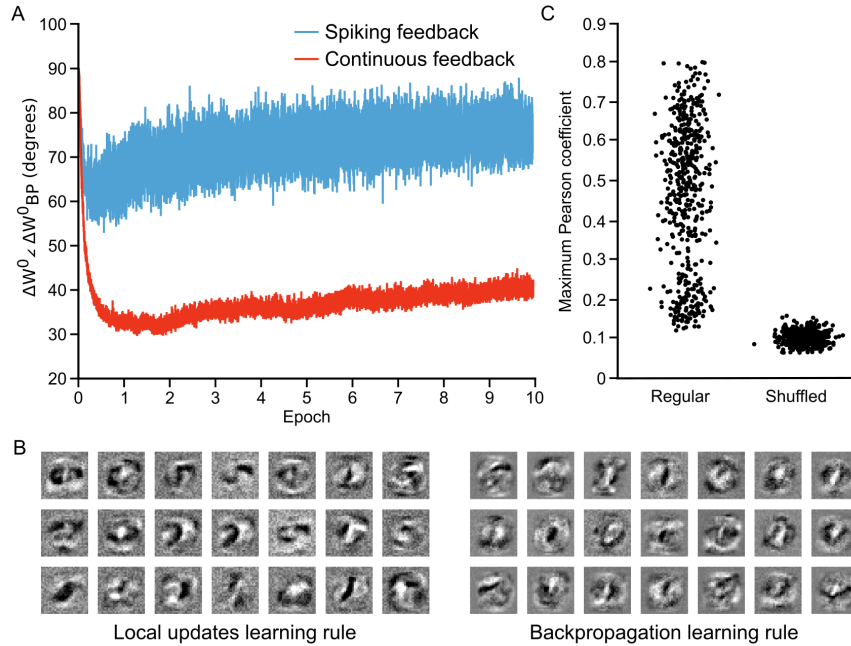 A
Spiking feedback
Continuous feedback
ΔW⁰ ∠ ΔW⁰BP (degrees)
100
90
80
70
60
50
40
30
20
0
1
2
3
4
5
6
7
8
9
10
Epoch
C
Maximum Pearson coefficient
0.9
0.8
0.7
0.6
0.5
0.4
0.3
0.2
0.1
0
Regular
Shuffled
B
Local updates learning rule
Backpropagation learning rule